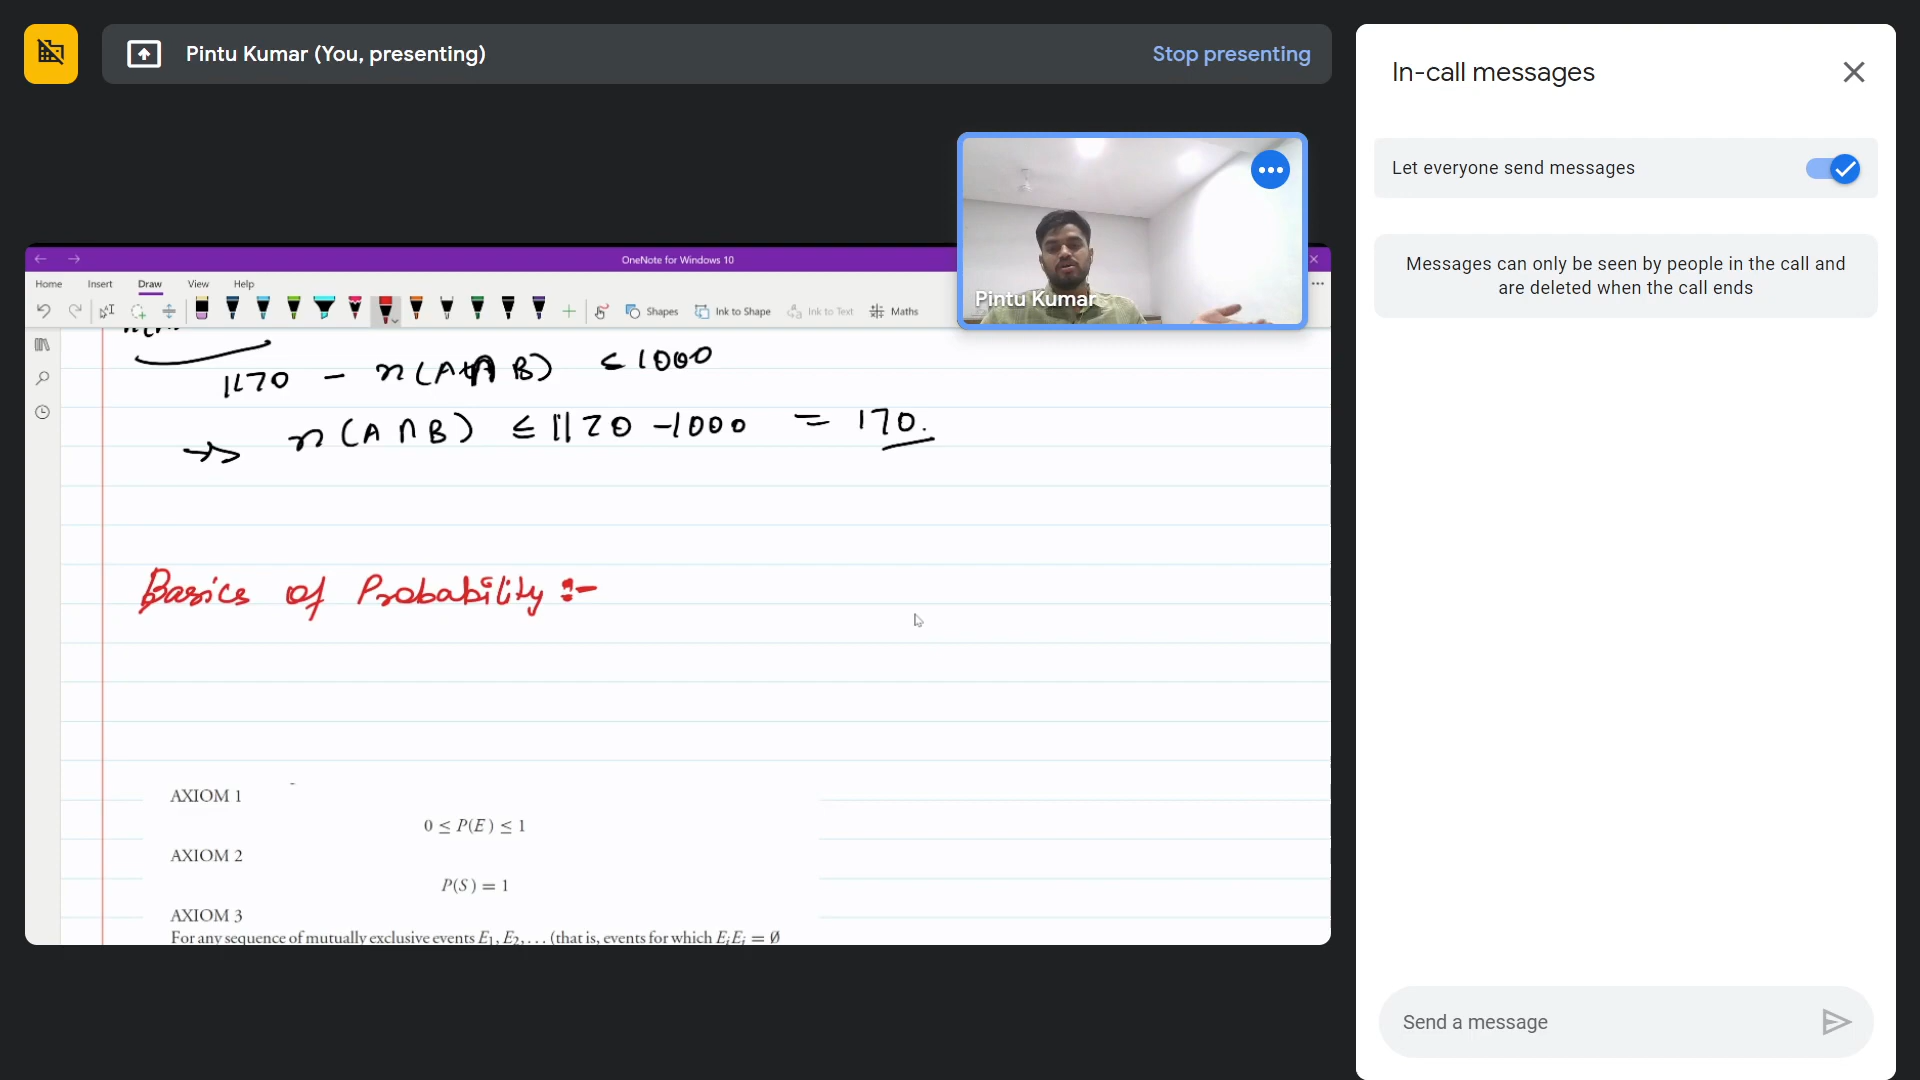 Pintu Kumar (You, presenting)
Stop presenting
In-call messages
Let everyone send messages
Messages can only be seen by people in the call and
are deleted when the call ends
Pintu Kumar
OneNote for Windows 10
Home Insert Draw View Help
Shapes Ink to Shape Ink to Text Maths
1170 - n(A∩B) ≤ 1000
n(A∩B) ≤ 1170 - 1000 = 170.
Basics of Probability :-
AXIOM 1
0 ≤ P(E) ≤ 1
AXIOM 2
P(S) = 1
AXIOM 3
For any sequence of mutually exclusive events E₁, E₂, ... (that is, events for which EᵢEⱼ = Ø
Send a message